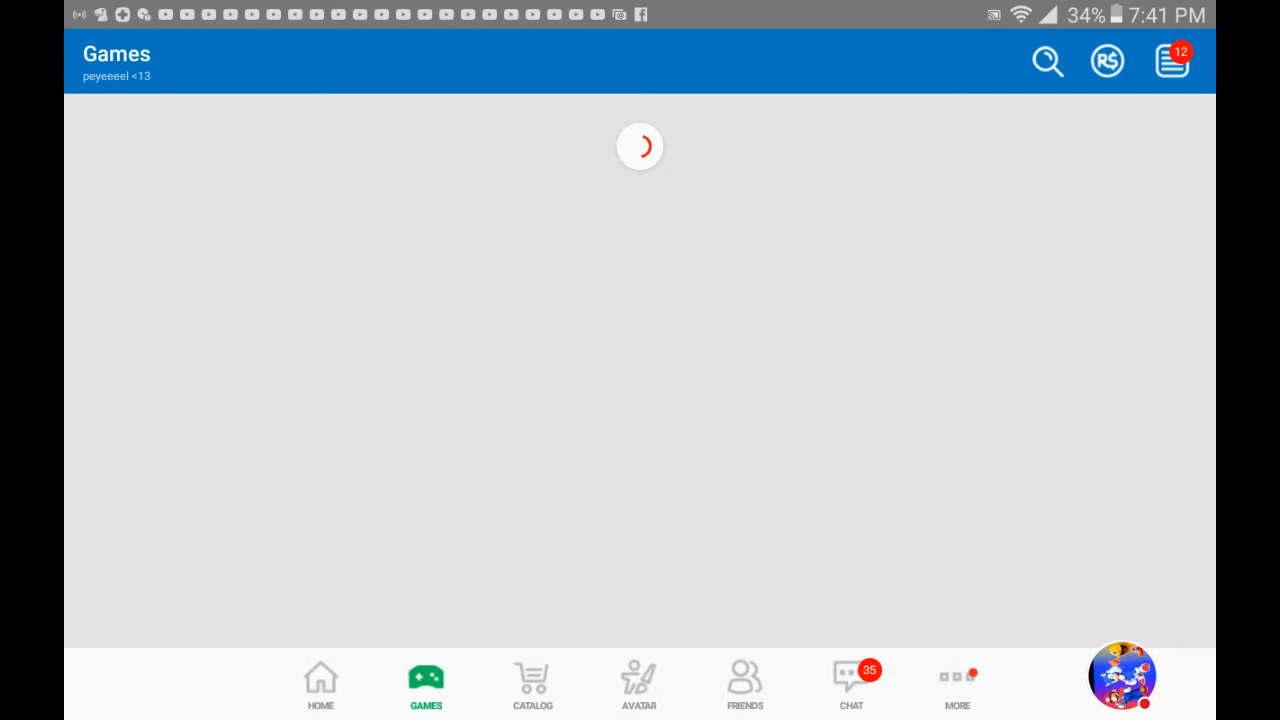 34% 7:41 PM
Games
peyeeeel <13
R$
12
HOME
GAMES
CATALOG
AVATAR
FRIENDS
35
CHAT
MORE